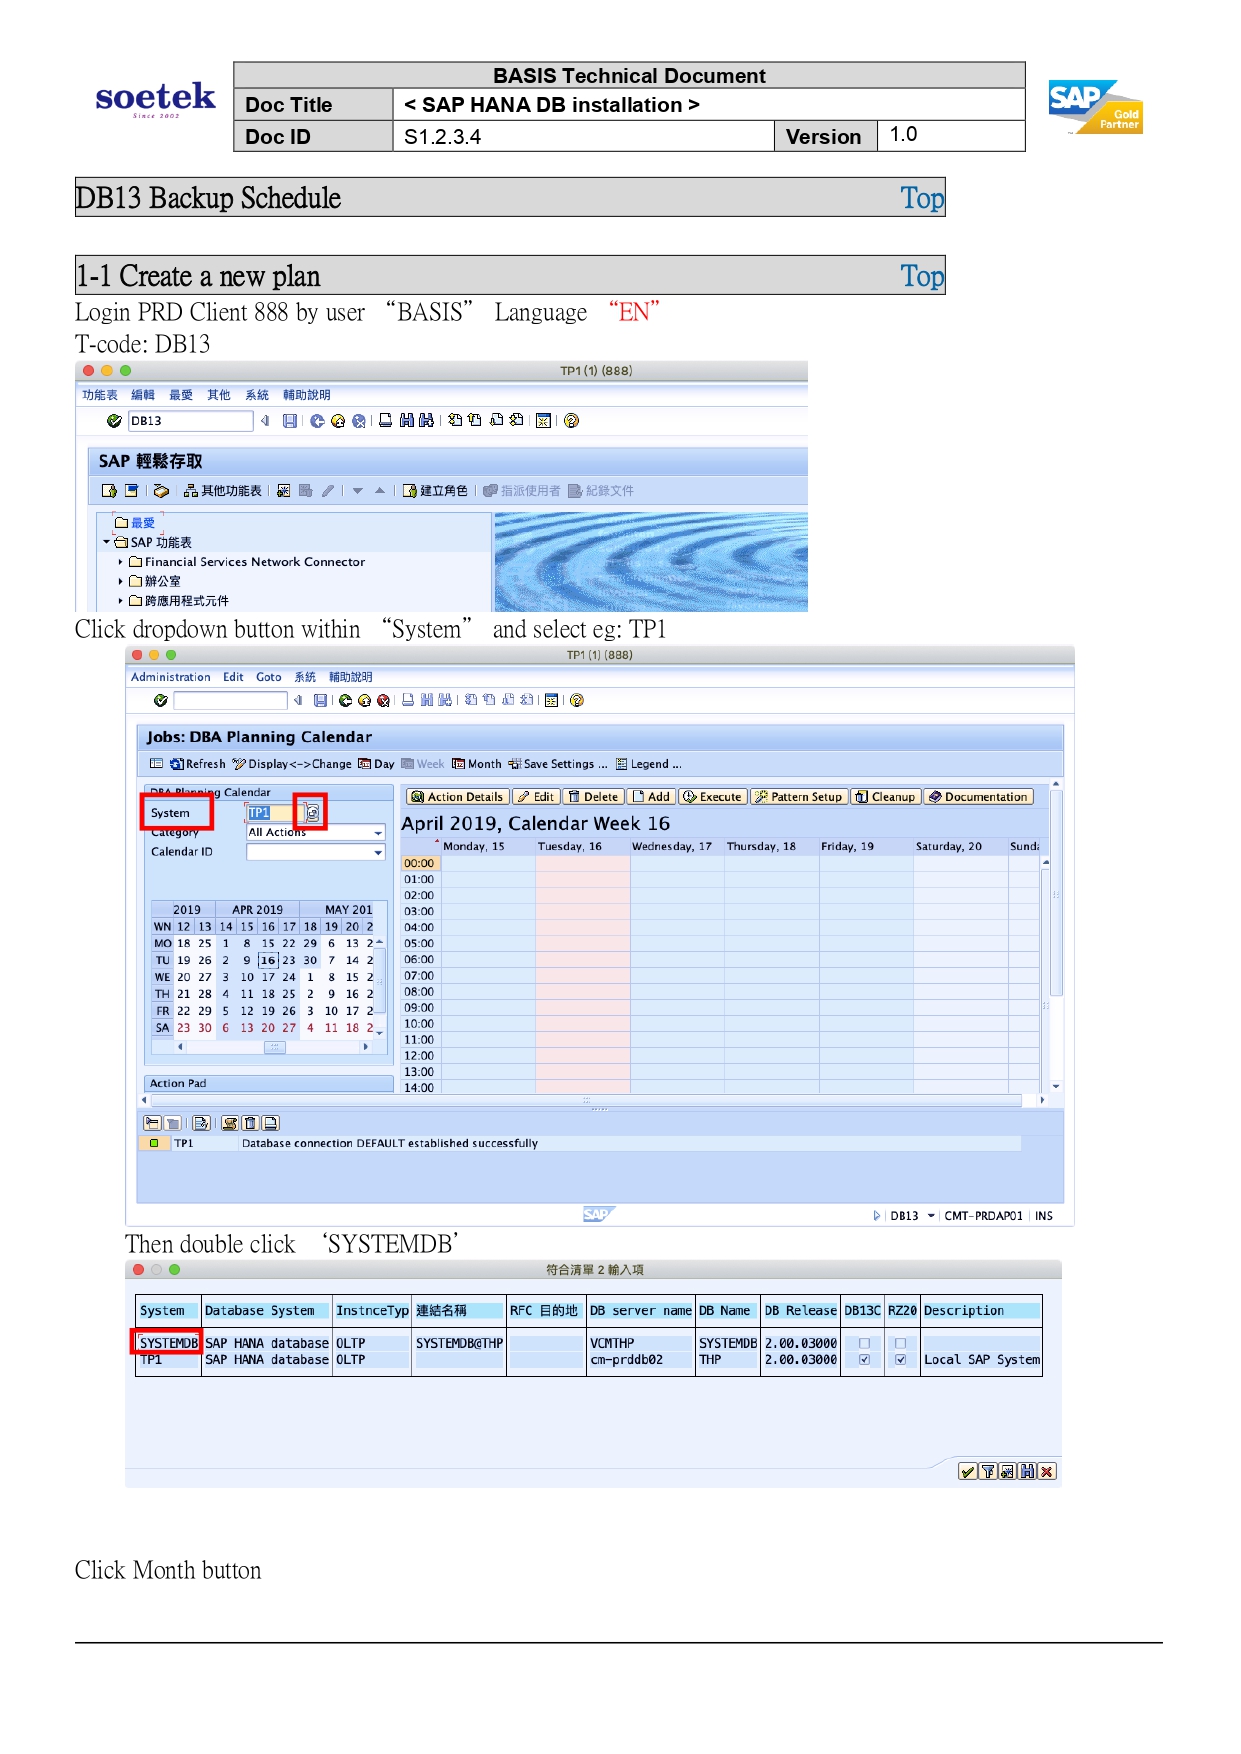 soetek
Since 2002
BASIS Technical Document
Doc Title < SAP HANA DB installation >
Doc ID S1.2.3.4 Version 1.0
SAP Gold Partner
DB13 Backup Schedule Top
1-1 Create a new plan Top
Login PRD Client 888 by user “BASIS” Language “EN”
T-code: DB13
TP1 (1) (888)
功能表 編輯 最愛 其他 系統 輔助說明
DB13
SAP 輕鬆存取
其他功能表 建立角色 指派使用者 紀錄文件
最愛
SAP 功能表
Financial Services Network Connector
辦公室
跨應用程式元件
Click dropdown button within “System” and select eg: TP1
TP1 (1) (888)
Administration Edit Goto 系統 輔助說明
Jobs: DBA Planning Calendar
Refresh Display<->Change Day Week Month Save Settings ... Legend ...
DBA Planning Calendar
System TP1
Category All Actions
Calendar ID
Action Details Edit Delete Add Execute Pattern Setup Cleanup Documentation
April 2019, Calendar Week 16
Monday, 15 Tuesday, 16 Wednesday, 17 Thursday, 18 Friday, 19 Saturday, 20 Sunda
00:00
01:00
02:00
03:00
04:00
05:00
06:00
07:00
08:00
09:00
10:00
11:00
12:00
13:00
14:00
2019 APR 2019 MAY 201
WN 12 13 14 15 16 17 18 19 20 2
MO 18 25 1 8 15 22 29 6 13 2
TU 19 26 2 9 16 23 30 7 14 2
WE 20 27 3 10 17 24 1 8 15 2
TH 21 28 4 11 18 25 2 9 16 2
FR 22 29 5 12 19 26 3 10 17 2
SA 23 30 6 13 20 27 4 11 18 2
Action Pad
TP1 Database connection DEFAULT established successfully
SAP
DB13 CMT-PRDAP01 INS
Then double click ‘SYSTEMDB’
符合清單 2 輸入項
System Database System InstnceTyp 連結名稱 RFC 目的地 DB server name DB Name DB Release DB13C RZ20 Description
SYSTEMDB SAP HANA database OLTP SYSTEMDB@THP VCMTHP SYSTEMDB 2.00.03000
TP1 SAP HANA database OLTP cm-prddb02 THP 2.00.03000 Local SAP System
Click Month button